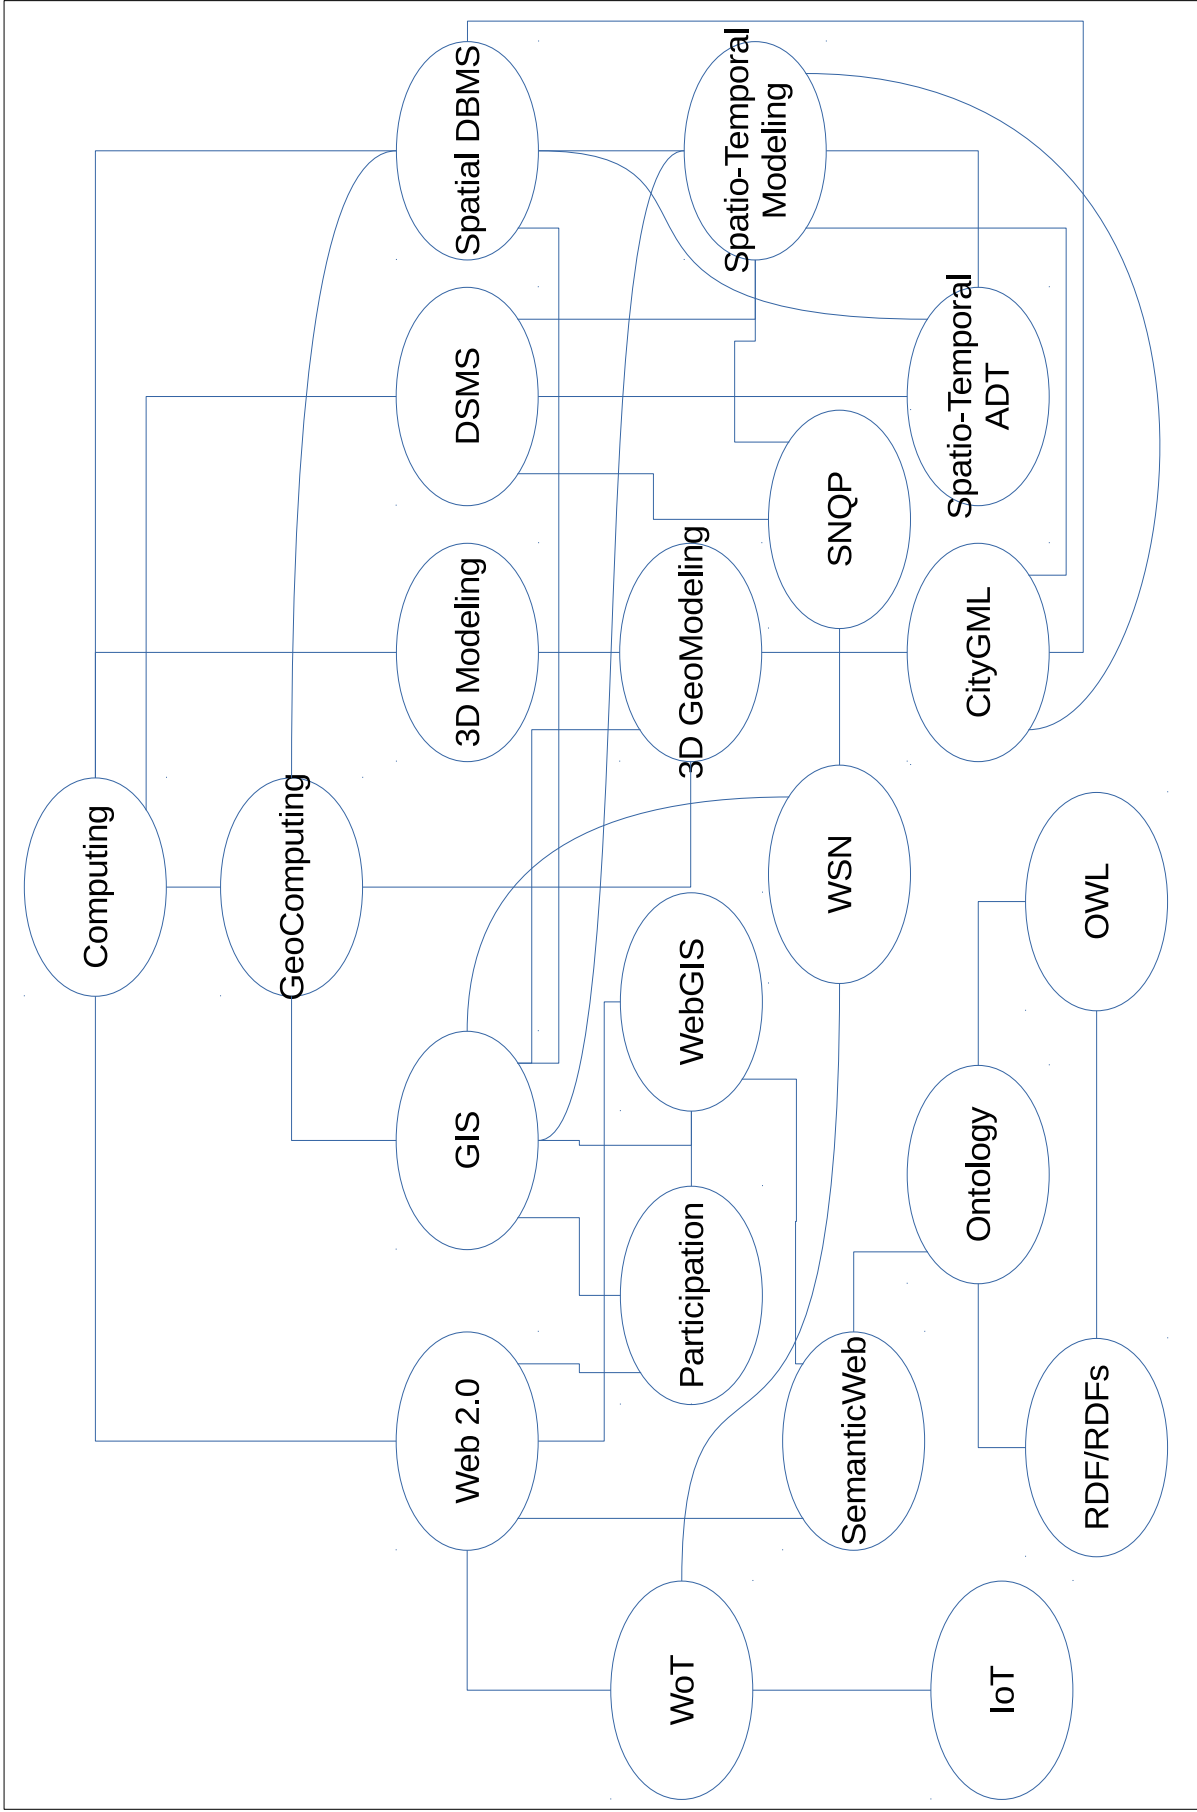 Computing
GeoComputing
Web 2.0
GIS
3D Modeling
DSMS
Spatial DBMS
WoT
Participation
WebGIS
3D GeoModeling
Spatio-Temporal
Modeling
SemanticWeb
WSN
SNQP
IoT
Ontology
CityGML
Spatio-Temporal
ADT
RDF/RDFs
OWL